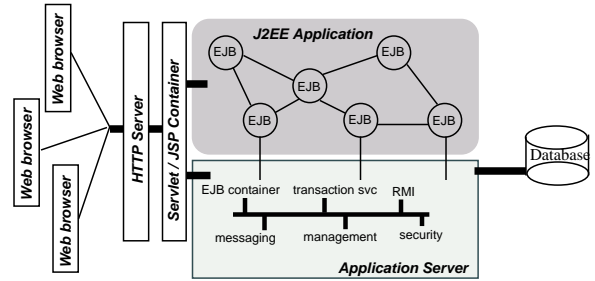 Web browser
Web browser
Web browser
HTTP Server
Servlet / JSP Container
J2EE Application
EJB
EJB
EJB
EJB
EJB
EJB
EJB container
transaction svc
RMI
messaging
management
security
Application Server
Database